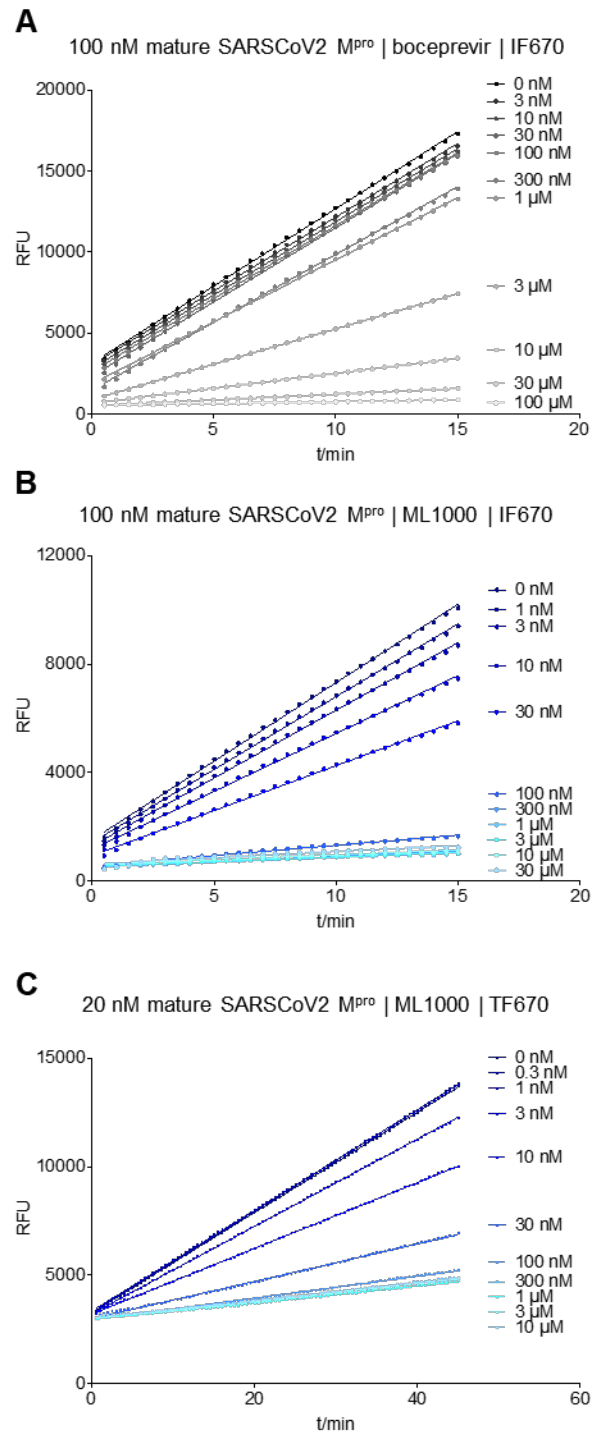 A
100 nM mature SARSCoV2 Mᵖʳᵒ | boceprevir | IF670
20000
15000
10000
5000
0
RFU
0
5
10
15
20
t/min
0 nM
3 nM
10 nM
30 nM
100 nM
300 nM
1 µM
3 µM
10 µM
30 µM
100 µM
B
100 nM mature SARSCoV2 Mᵖʳᵒ | ML1000 | IF670
12000
8000
4000
0
RFU
0
5
10
15
20
t/min
0 nM
1 nM
3 nM
10 nM
30 nM
100 nM
300 nM
1 µM
3 µM
10 µM
30 µM
C
20 nM mature SARSCoV2 Mᵖʳᵒ | ML1000 | TF670
15000
10000
5000
0
RFU
0
20
40
60
t/min
0 nM
0.3 nM
1 nM
3 nM
10 nM
30 nM
100 nM
300 nM
1 µM
3 µM
10 µM